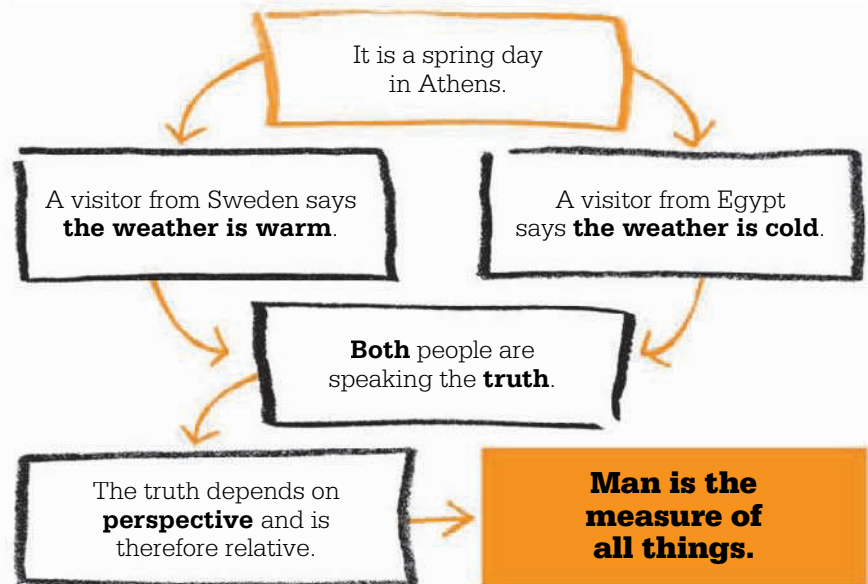 It is a spring day
in Athens.
A visitor from Sweden says
the weather is warm.
A visitor from Egypt
says the weather is cold.
Both people are
speaking the truth.
The truth depends on
perspective and is
therefore relative.
Man is the
measure of
all things.